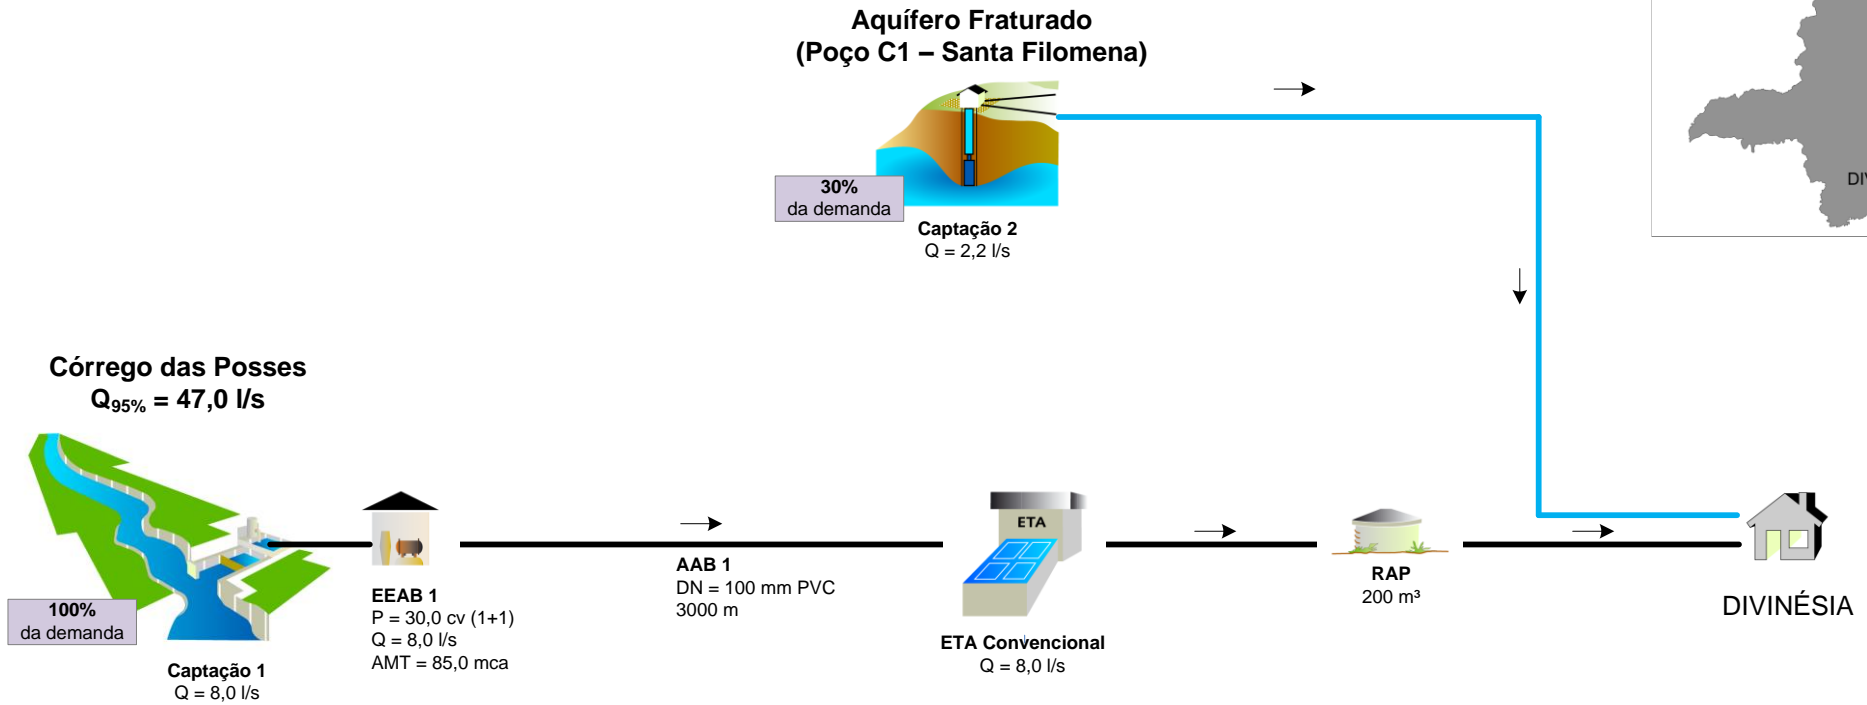 Aquífero Fraturado
(Poço C1 – Santa Filomena)
30%
da demanda
Captação 2
Q = 2,2 l/s
Córrego das Posses
Q95% = 47,0 l/s
100%
da demanda
Captação 1
Q = 8,0 l/s
EEAB 1
P = 30,0 cv (1+1)
Q = 8,0 l/s
AMT = 85,0 mca
AAB 1
DN = 100 mm PVC
3000 m
ETA
ETA Convencional
Q = 8,0 l/s
RAP
200 m³
DIVINÉSIA